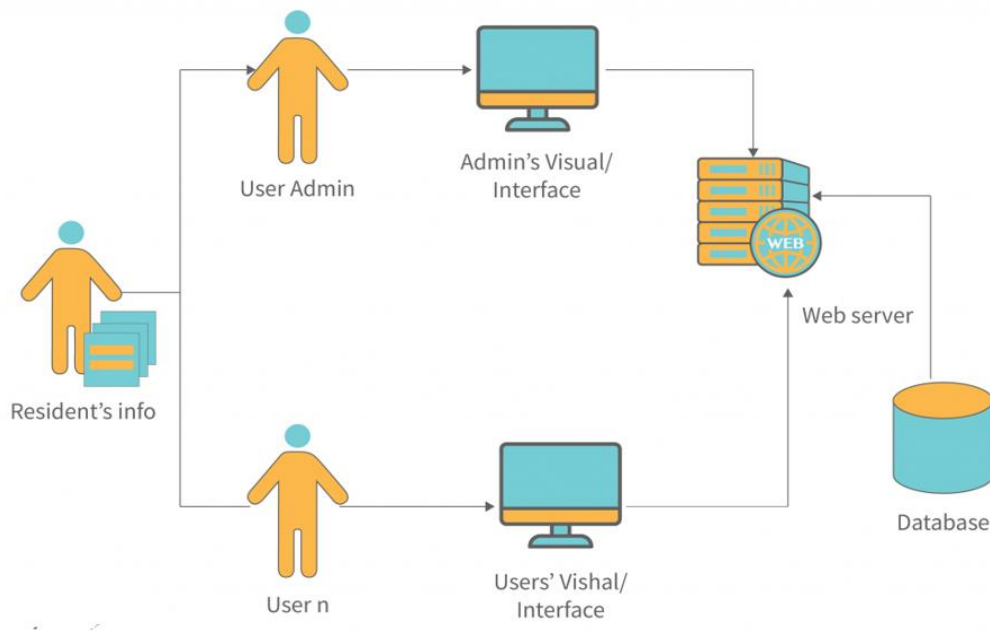 User Admin
Admin's Visual/
Interface
WEB
Web server
Resident's info
Database
User n
Users' Vishal/
Interface